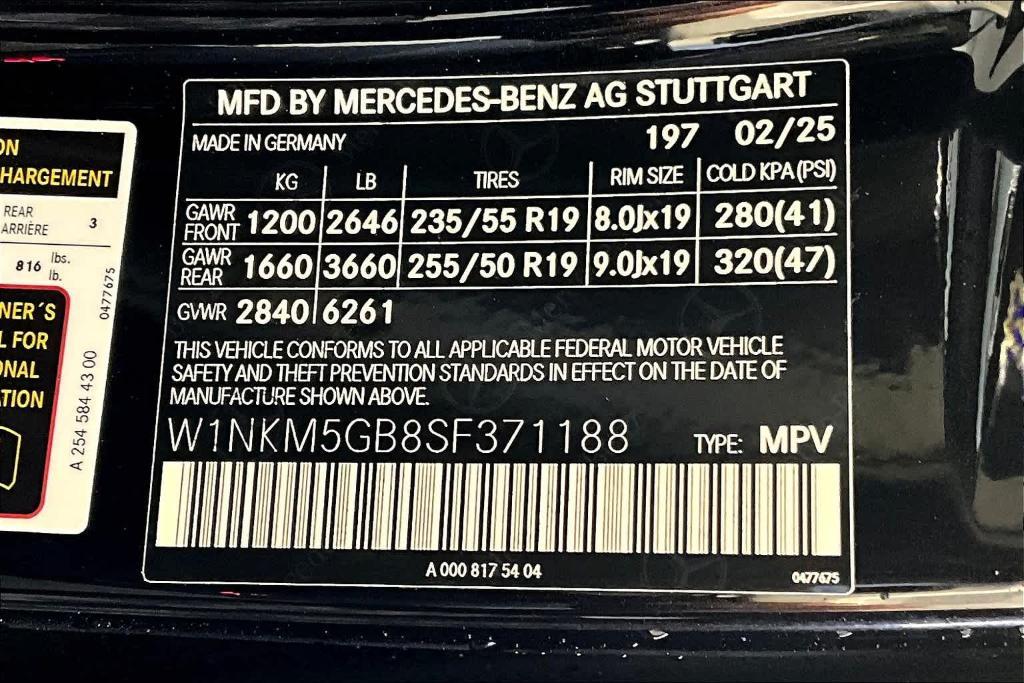 MFD BY MERCEDES-BENZ AG STUTTGART
MADE IN GERMANY 197 02/25
KG LB TIRES RIM SIZE COLD KPA (PSI)
GAWR FRONT 1200 2646 235/55 R19 8.0Jx19 280(41)
GAWR REAR 1660 3660 255/50 R19 9.0Jx19 320(47)
GVWR 2840 6261
THIS VEHICLE CONFORMS TO ALL APPLICABLE FEDERAL MOTOR VEHICLE
SAFETY AND THEFT PREVENTION STANDARDS IN EFFECT ON THE DATE OF
MANUFACTURE SHOWN ABOVE.
W1NKM5GB8SF371188 TYPE: MPV
A 000 817 54 04
0477675
ON
HARGEMENT
REAR
ARRIÈRE 3
816 lbs.
lb.
NER´S
L FOR
ONAL
ATION
A 254 584 43 00
0477675